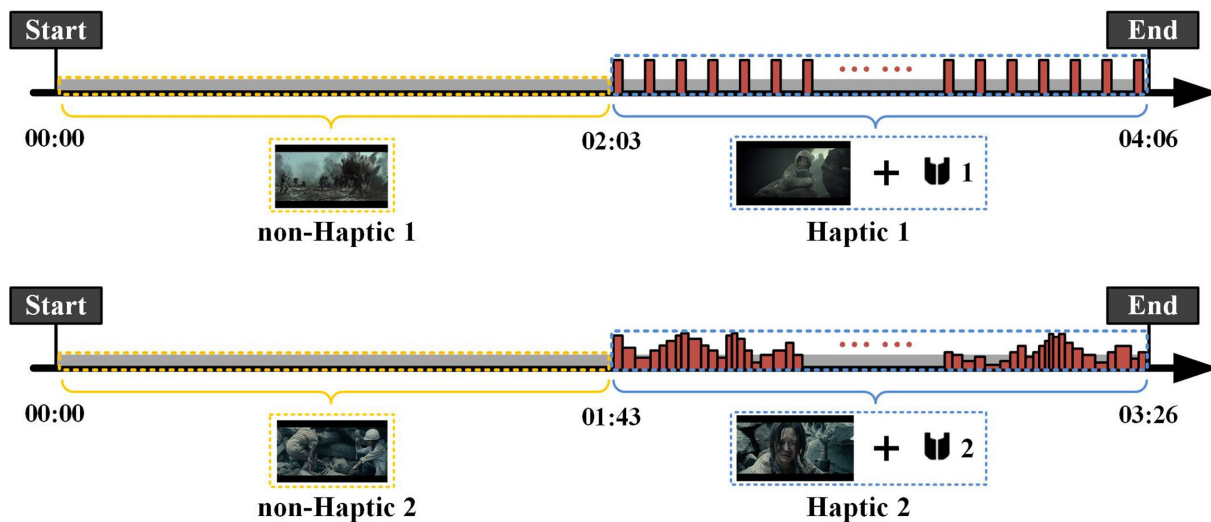 Start End
00:00 02:03 04:06
1
non-Haptic 1 Haptic 1
Start End
00:00 01:43 03:26
2
non-Haptic 2 Haptic 2